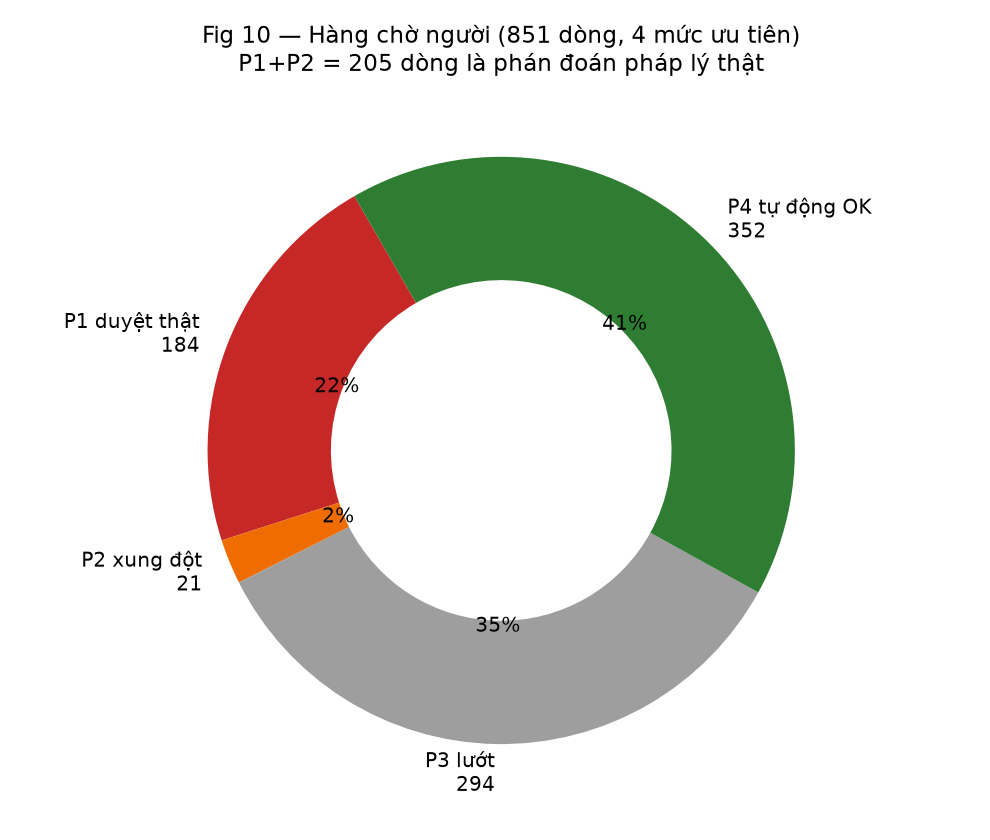 Fig 10 — Hàng chờ người (851 dòng, 4 mức ưu tiên)
P1+P2 = 205 dòng là phán đoán pháp lý thật
P4 tự động OK
352
41%
P1 duyệt thật
184
22%
2%
P2 xung đột
21
35%
P3 lướt
294